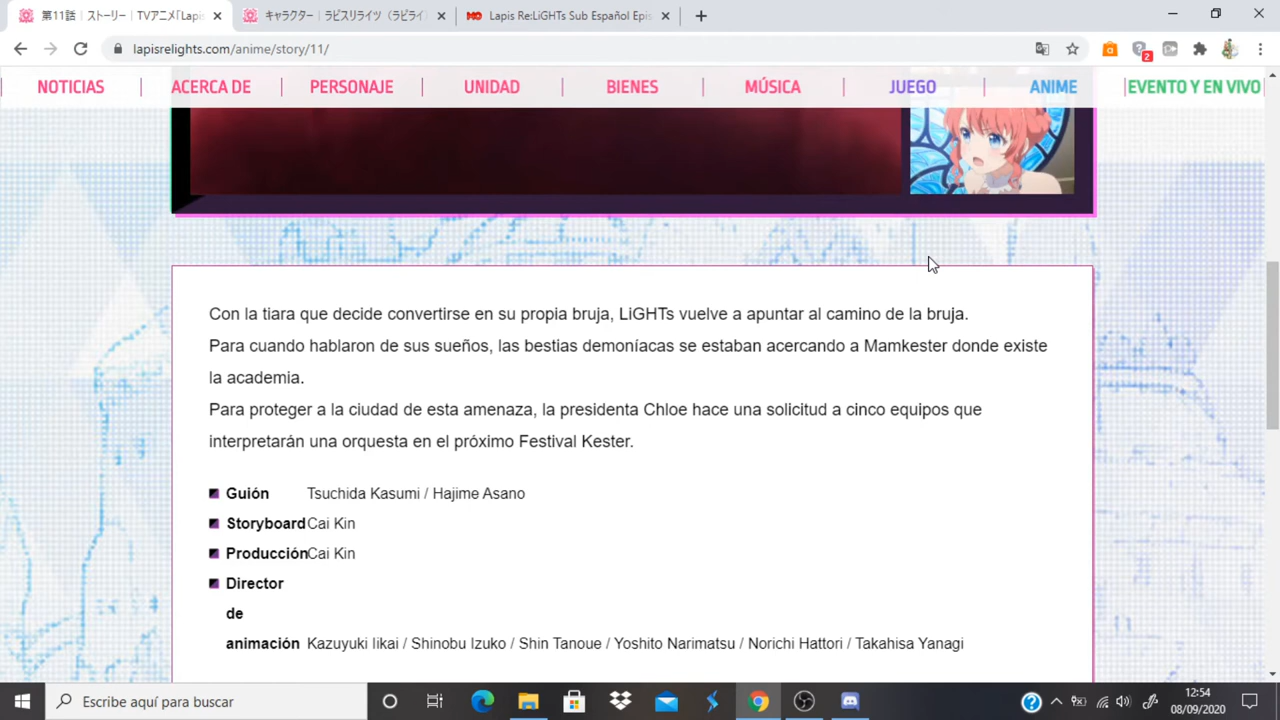 第11話｜ストーリー｜TVアニメ「Lapis
キャラクター｜ラピスリライツ（ラピライ
Lapis Re:LiGHTs Sub Español Epis
lapisrelights.com/anime/story/11/
2
NOTICIAS
ACERCA DE
PERSONAJE
UNIDAD
BIENES
MÚSICA
JUEGO
ANIME
EVENTO Y EN VIVO
Con la tiara que decide convertirse en su propia bruja, LiGHTs vuelve a apuntar al camino de la bruja.
Para cuando hablaron de sus sueños, las bestias demoníacas se estaban acercando a Mamkester donde existe
la academia.
Para proteger a la ciudad de esta amenaza, la presidenta Chloe hace una solicitud a cinco equipos que
interpretarán una orquesta en el próximo Festival Kester.
Guión Tsuchida Kasumi / Hajime Asano
Storyboard Cai Kin
Producción Cai Kin
Director
de
animación Kazuyuki Iikai / Shinobu Izuko / Shin Tanoue / Yoshito Narimatsu / Norichi Hattori / Takahisa Yanagi
Escribe aquí para buscar
12:54
08/09/2020